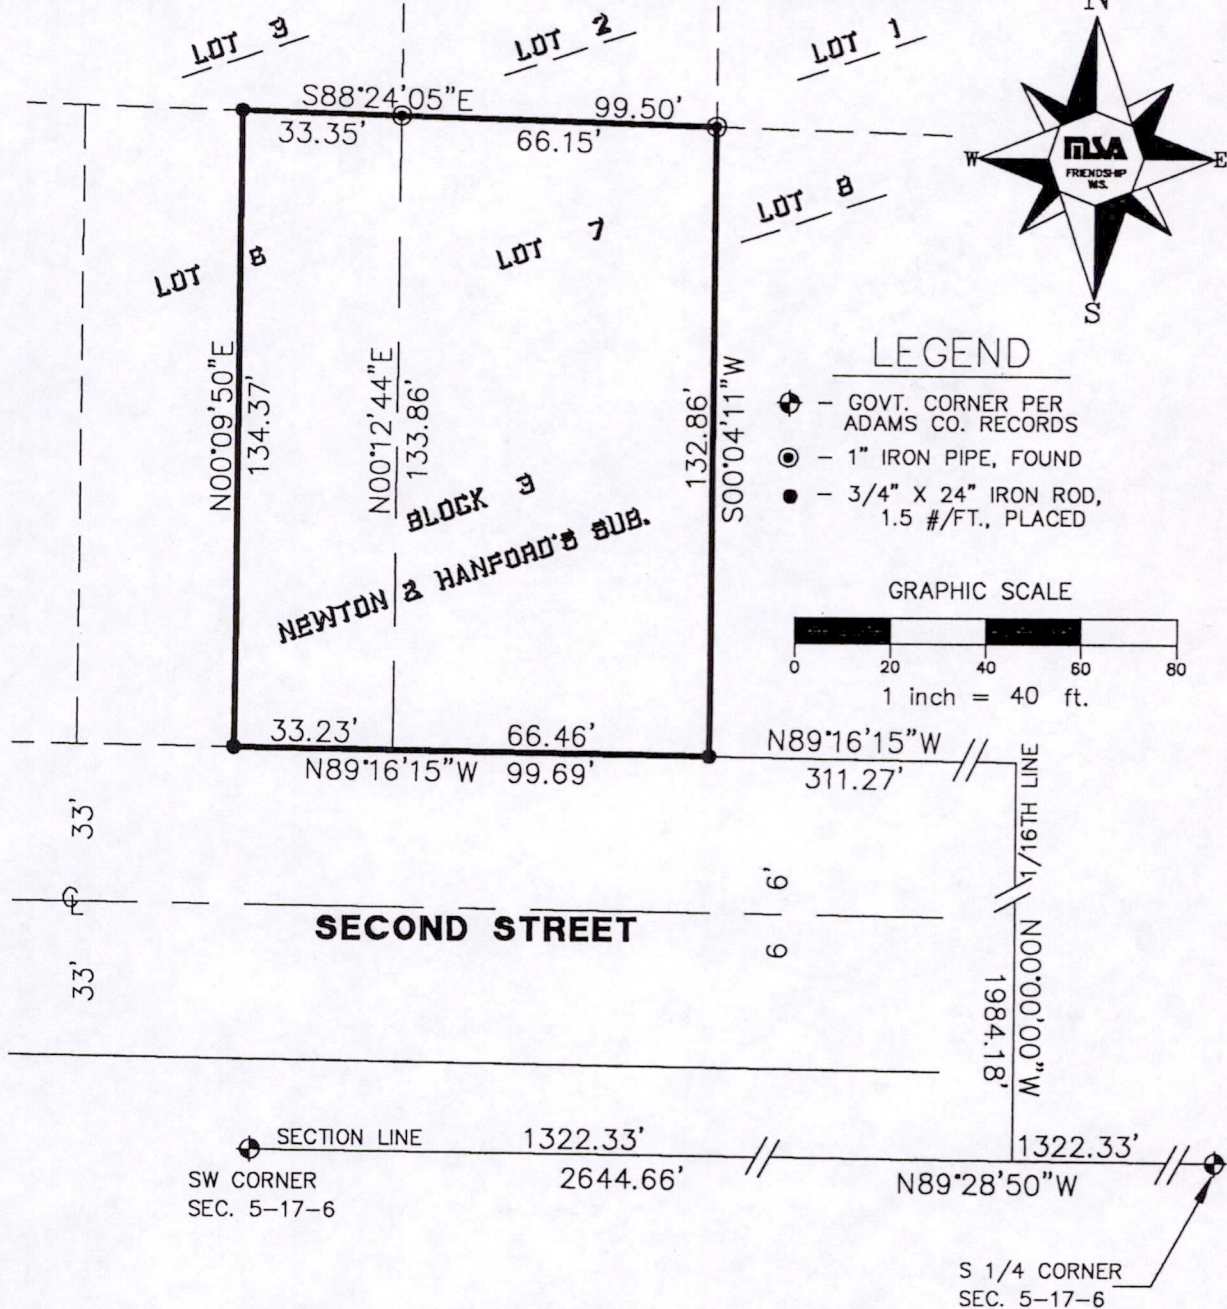 N
LOT 3
LOT 2
LOT 1
S88°24'05"E
99.50'
33.35'
66.15'
W
MSA
FRIENDSHIP
WS.
E
S
LOT 8
LOT 7
LOT 6
N00°09'50"E
134.37'
N00°12'44"E
133.86'
132.86'
S00°04'11"W
BLOCK 3
NEWTON & HANFORD'S SUB.
LEGEND
– GOVT. CORNER PER
ADAMS CO. RECORDS
– 1" IRON PIPE, FOUND
– 3/4" X 24" IRON ROD,
1.5 #/FT., PLACED
GRAPHIC SCALE
0 20 40 60 80
1 inch = 40 ft.
33.23'
66.46'
N89°16'15"W
99.69'
N89°16'15"W
311.27'
1/16TH LINE
33'
33'
6 6'
SECOND STREET
N00°00'00"W
1984.18'
SECTION LINE
1322.33'
2644.66'
1322.33'
N89°28'50"W
SW CORNER
SEC. 5-17-6
S 1/4 CORNER
SEC. 5-17-6